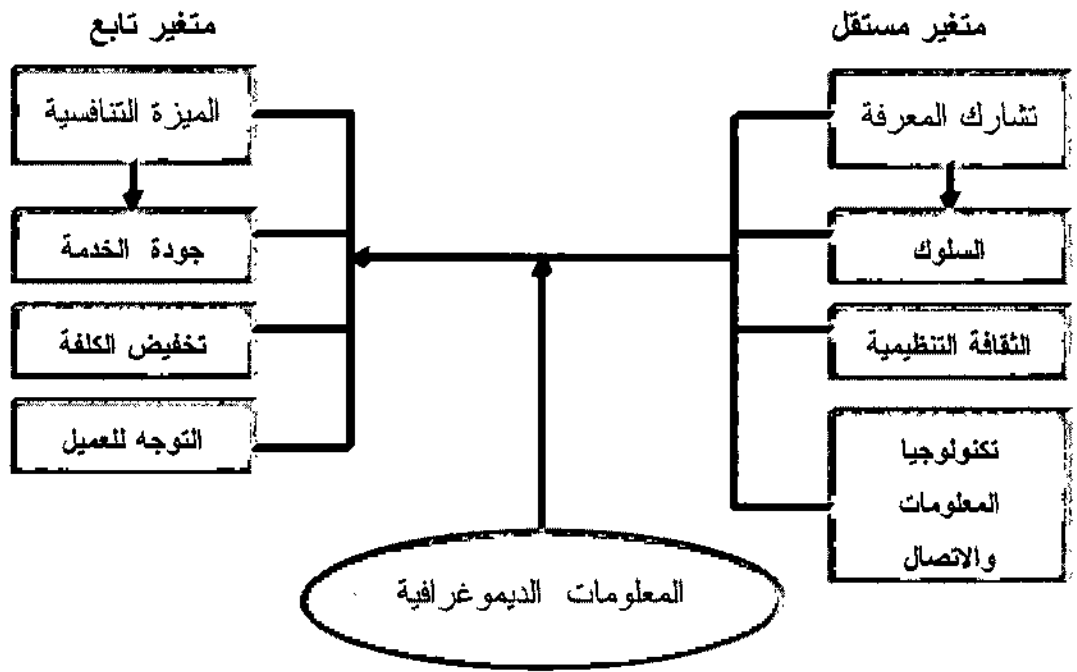 متغير مستقل
متغير تابع
تشارك المعرفة
الميزة التنافسية
السلوك
جودة الخدمة
الثقافة التنظيمية
تخفيض الكلفة
تكنولوجيا
المعلومات
والاتصال
التوجه للعميل
المعلومات الديموغرافية